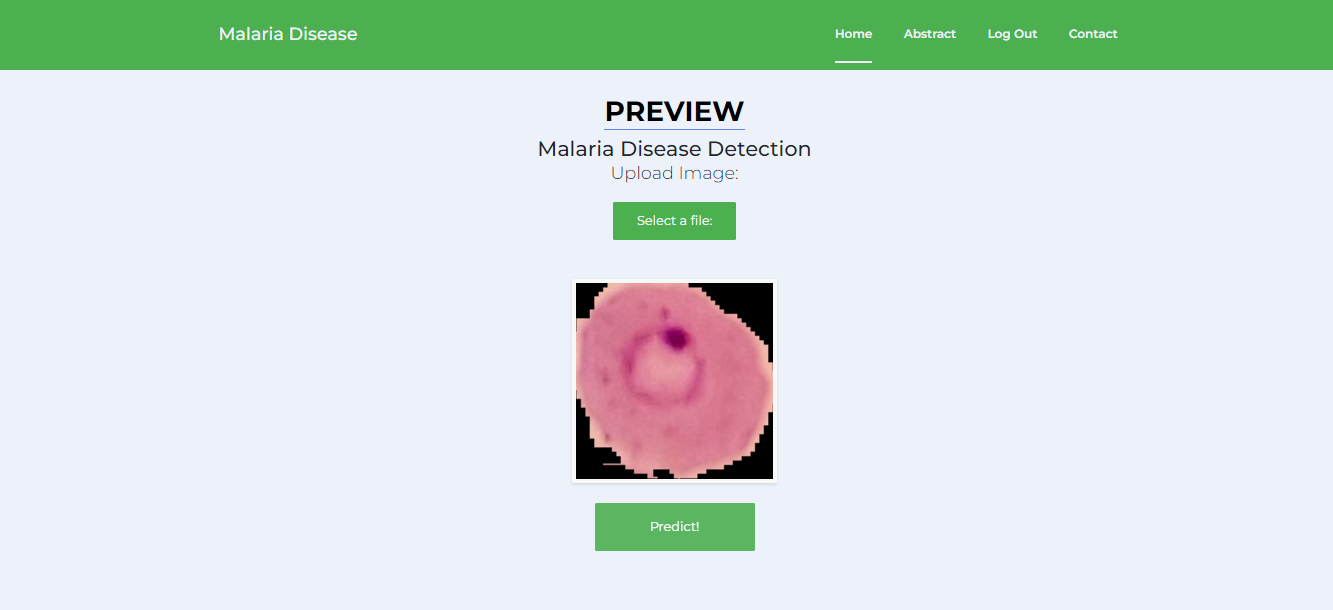 Malaria Disease
Home Abstract Log Out Contact
PREVIEW
Malaria Disease Detection
Upload Image:
Select a file:
Predict!